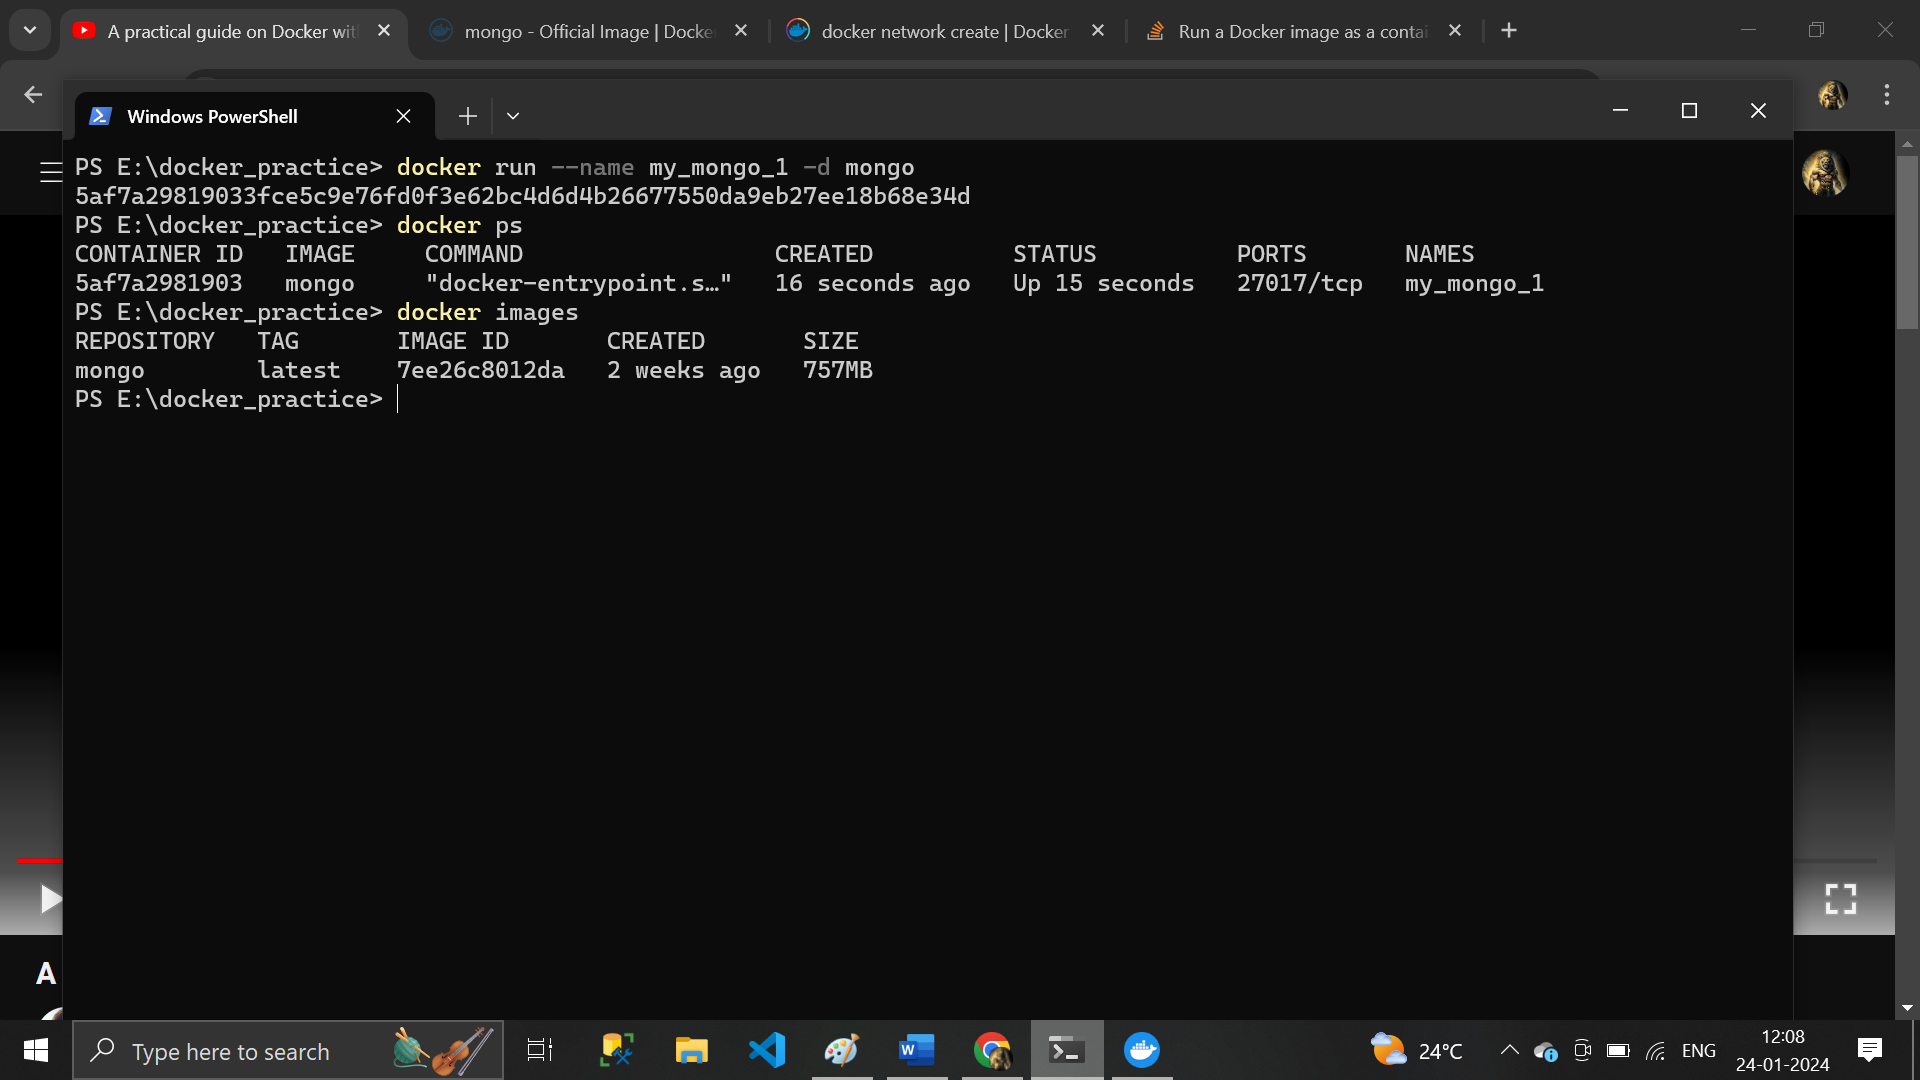 A practical guide on Docker wit
mongo - Official Image | Docke
docker network create | Docker
Run a Docker image as a contai
Windows PowerShell
PS E:\docker_practice> docker run --name my_mongo_1 -d mongo
5af7a29819033fce5c9e76fd0f3e62bc4d6d4b26677550da9eb27ee18b68e34d
PS E:\docker_practice> docker ps
CONTAINER ID   IMAGE     COMMAND                  CREATED          STATUS          PORTS       NAMES
5af7a2981903   mongo     "docker-entrypoint.s…"   16 seconds ago   Up 15 seconds   27017/tcp   my_mongo_1
PS E:\docker_practice> docker images
REPOSITORY   TAG       IMAGE ID       CREATED       SIZE
mongo        latest    7ee26c8012da   2 weeks ago   757MB
PS E:\docker_practice>
A
Type here to search
24°C
ENG
12:08
24-01-2024